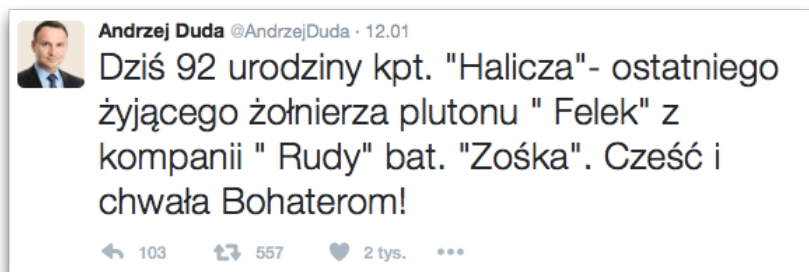 Andrzej Duda @AndrzejDuda · 12.01
Dziś 92 urodziny kpt. "Halicza"- ostatniego
żyjącego żołnierza plutonu " Felek" z
kompanii " Rudy" bat. "Zośka". Cześć i
chwała Bohaterom!
103 557 2 tys.